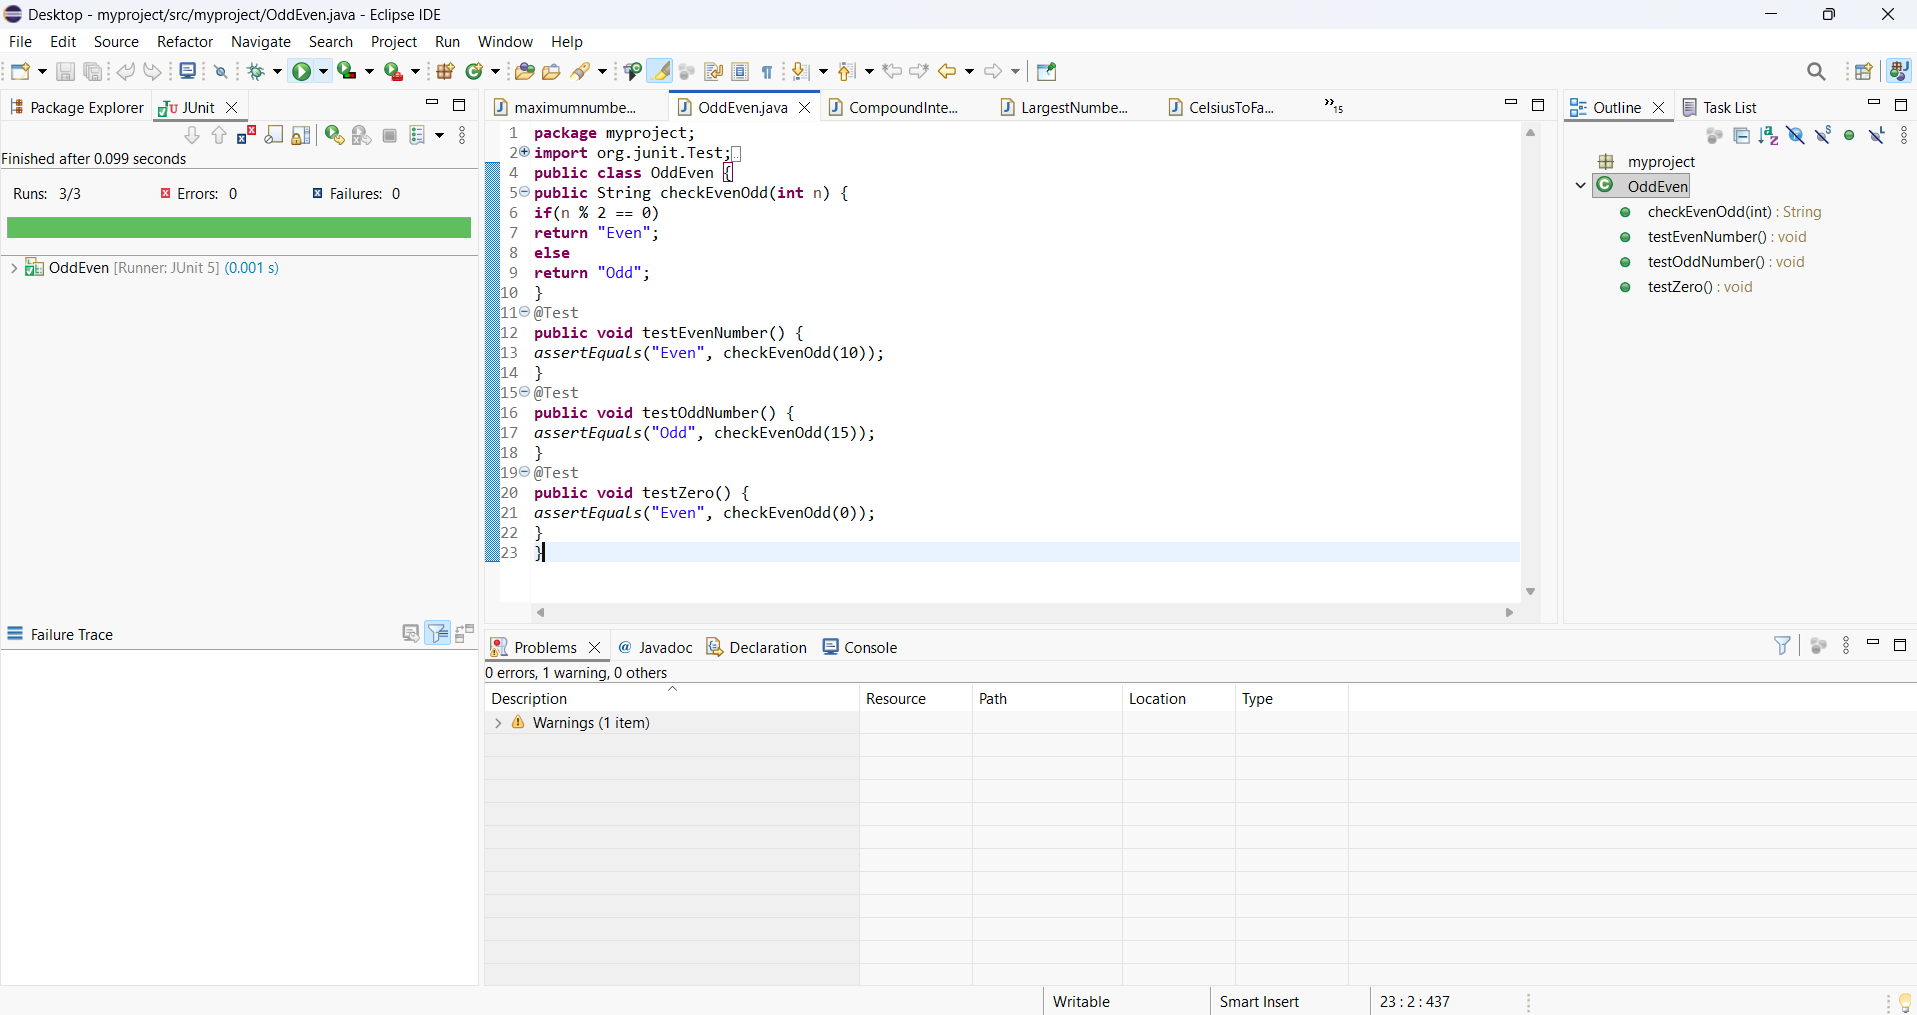 Desktop - myproject/src/myproject/OddEven.java - Eclipse IDE
File Edit Source Refactor Navigate Search Project Run Window Help
Package Explorer JUnit
Finished after 0.099 seconds
Runs: 3/3 Errors: 0 Failures: 0
OddEven [Runner: JUnit 5] (0.001 s)
Failure Trace
maximumnumbe... OddEven.java CompoundInte... LargestNumbe... CelsiusToFa... »15
1 package myproject;
2 import org.junit.Test;
4 public class OddEven {
5 public String checkEvenOdd(int n) {
6 if(n % 2 == 0)
7 return "Even";
8 else
9 return "Odd";
10 }
11 @Test
12 public void testEvenNumber() {
13 assertEquals("Even", checkEvenOdd(10));
14 }
15 @Test
16 public void testOddNumber() {
17 assertEquals("Odd", checkEvenOdd(15));
18 }
19 @Test
20 public void testZero() {
21 assertEquals("Even", checkEvenOdd(0));
22 }
23 }
Outline Task List
myproject
OddEven
checkEvenOdd(int) : String
testEvenNumber() : void
testOddNumber() : void
testZero() : void
Problems @ Javadoc Declaration Console
0 errors, 1 warning, 0 others
Description Resource Path Location Type
Warnings (1 item)
Writable Smart Insert 23 : 2 : 437